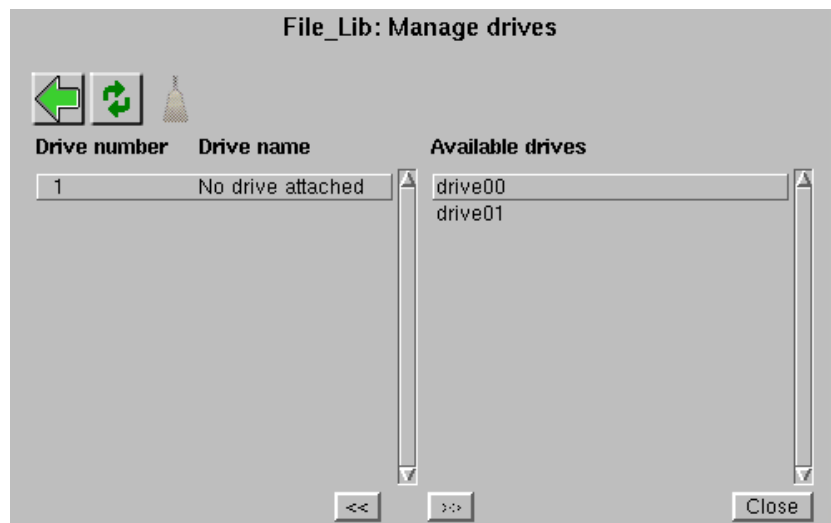 File_Lib: Manage drives
Drive number Drive name Available drives
1 No drive attached drive00
drive01
<< >> Close